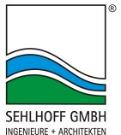 ®
SEHLHOFF GMBH
INGENIEURE + ARCHITEKTEN